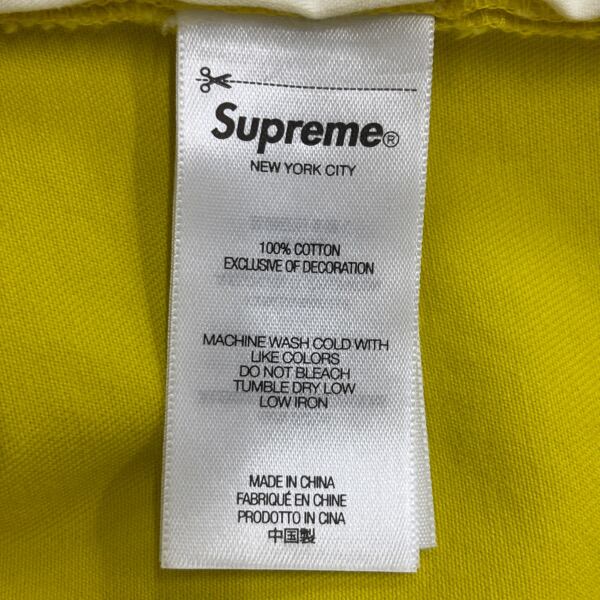 Supreme®
NEW YORK CITY
100% COTTON
EXCLUSIVE OF DECORATION
MACHINE WASH COLD WITH
LIKE COLORS
DO NOT BLEACH
TUMBLE DRY LOW
LOW IRON
MADE IN CHINA
FABRIQUÉ EN CHINE
PRODOTTO IN CINA
中国製